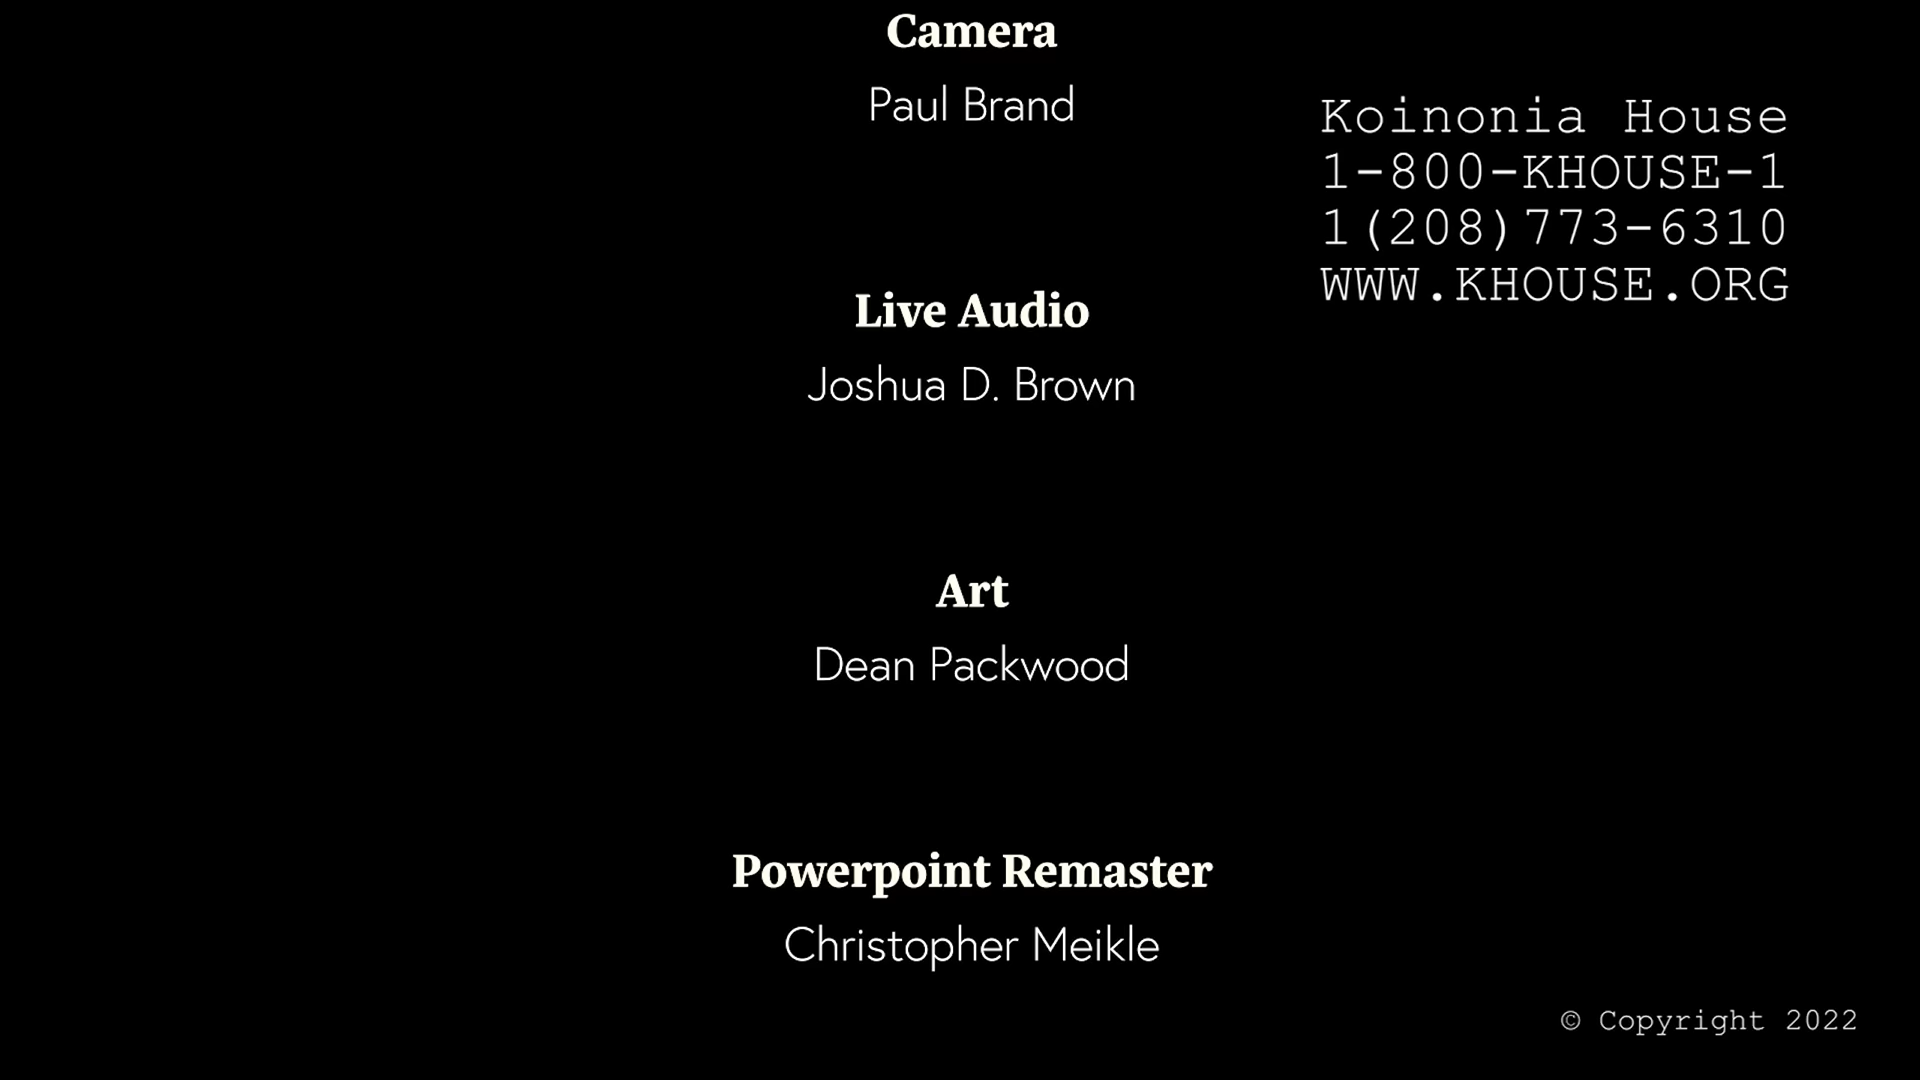 Camera
Paul Brand
Koinonia House
1-800-KHOUSE-1
1(208)773-6310
WWW.KHOUSE.ORG
Live Audio
Joshua D. Brown
Art
Dean Packwood
Powerpoint Remaster
Christopher Meikle
© Copyright 2022